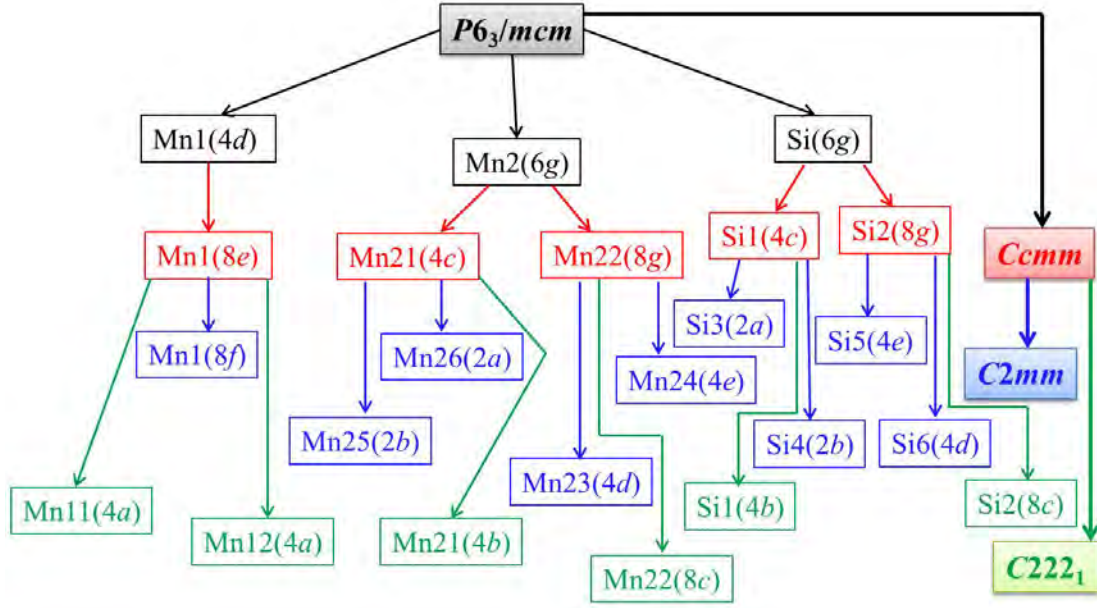 P6₃/mcm
Mn1(4d)
Mn2(6g)
Si(6g)
Mn1(8e)
Mn21(4c)
Mn22(8g)
Si1(4c)
Si2(8g)
Ccmm
Mn1(8f)
Mn26(2a)
Mn24(4e)
Si3(2a)
Si5(4e)
C2mm
Mn25(2b)
Mn23(4d)
Si4(2b)
Si6(4d)
Mn11(4a)
Mn12(4a)
Mn21(4b)
Mn22(8c)
Si1(4b)
Si2(8c)
C222₁